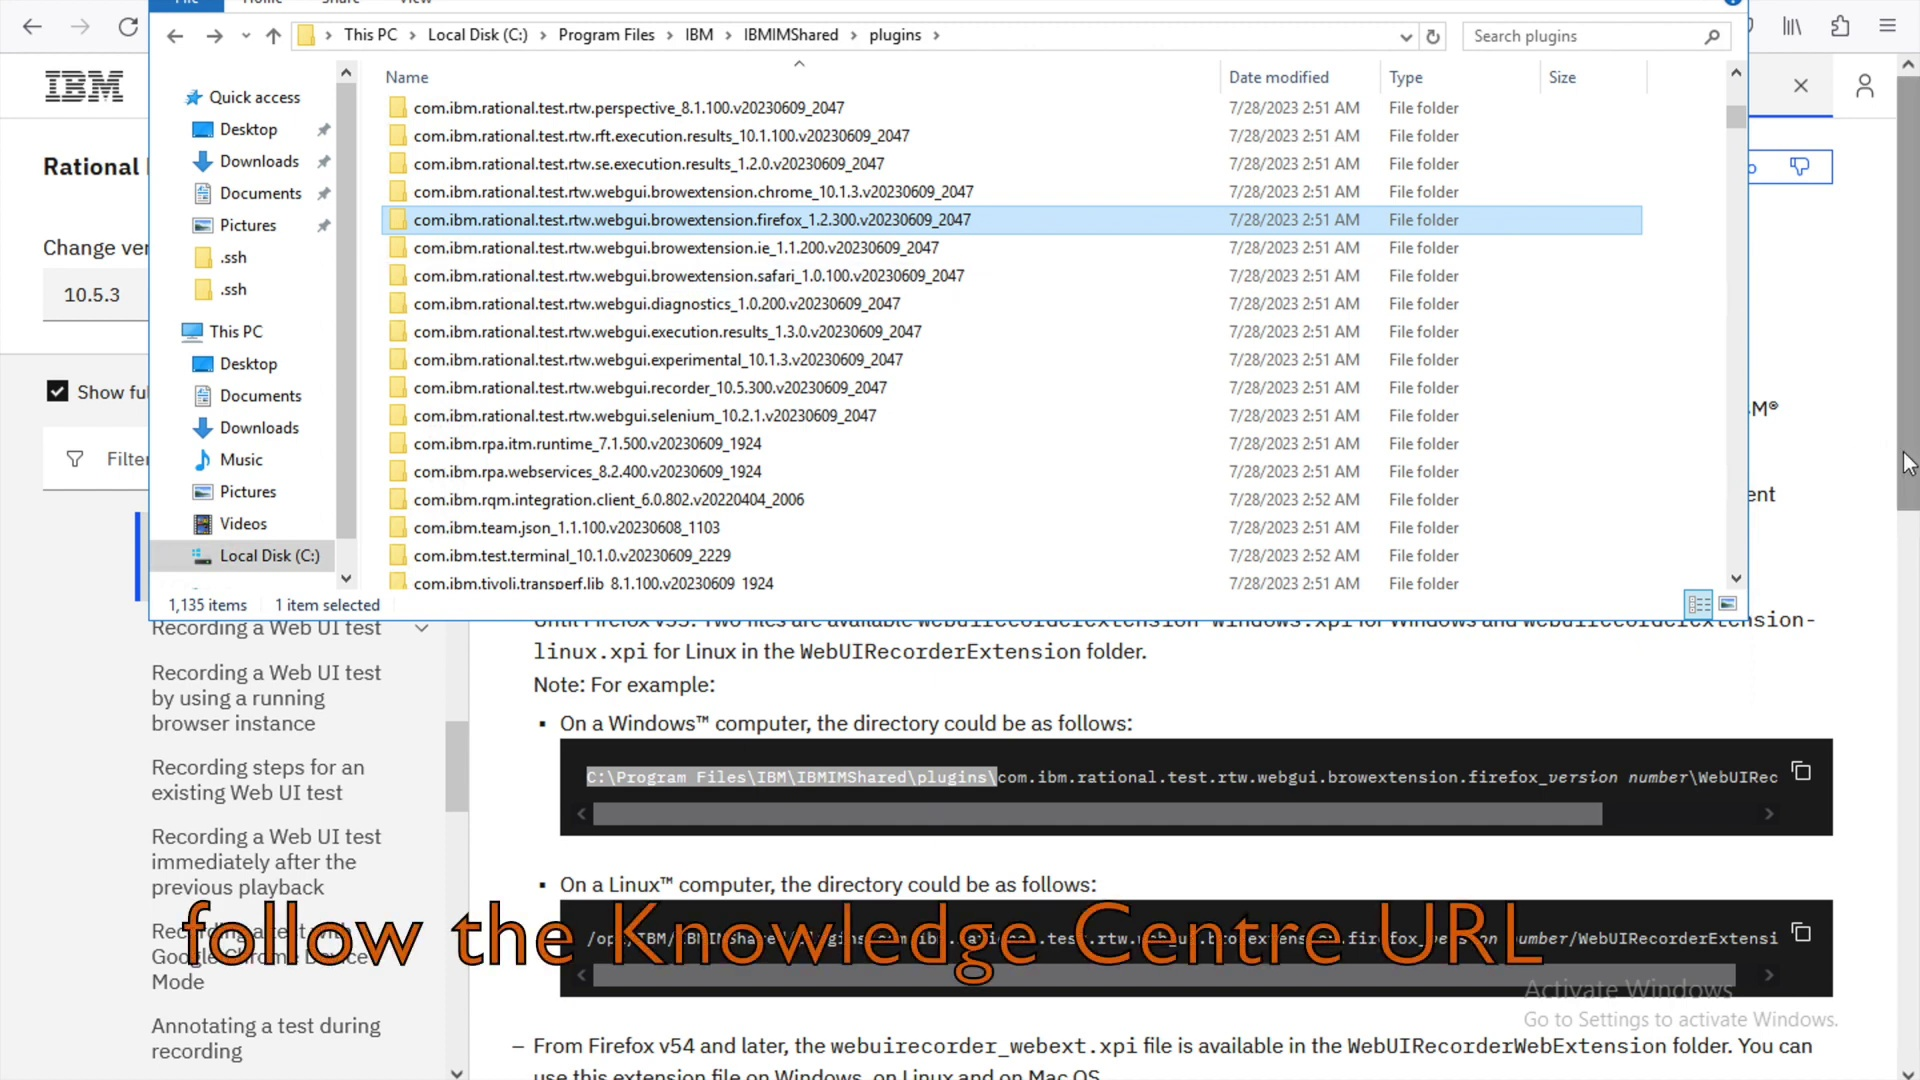 File Home Share View
This PC > Local Disk (C:) > Program Files > IBM > IBMIMShared > plugins >
Search plugins
IBM
Name Date modified Type Size
Quick access
Desktop
Downloads
Documents
Pictures
.ssh
.ssh
This PC
Desktop
Documents
Downloads
Music
Pictures
Videos
Local Disk (C:)
com.ibm.rational.test.rtw.perspective_8.1.100.v20230609_2047 7/28/2023 2:51 AM File folder
com.ibm.rational.test.rtw.rft.execution.results_10.1.100.v20230609_2047 7/28/2023 2:51 AM File folder
com.ibm.rational.test.rtw.se.execution.results_1.2.0.v20230609_2047 7/28/2023 2:51 AM File folder
com.ibm.rational.test.rtw.webgui.browextension.chrome_10.1.3.v20230609_2047 7/28/2023 2:51 AM File folder
com.ibm.rational.test.rtw.webgui.browextension.firefox_1.2.300.v20230609_2047 7/28/2023 2:51 AM File folder
com.ibm.rational.test.rtw.webgui.browextension.ie_1.1.200.v20230609_2047 7/28/2023 2:51 AM File folder
com.ibm.rational.test.rtw.webgui.browextension.safari_1.0.100.v20230609_2047 7/28/2023 2:51 AM File folder
com.ibm.rational.test.rtw.webgui.diagnostics_1.0.200.v20230609_2047 7/28/2023 2:51 AM File folder
com.ibm.rational.test.rtw.webgui.execution.results_1.3.0.v20230609_2047 7/28/2023 2:51 AM File folder
com.ibm.rational.test.rtw.webgui.experimental_10.1.3.v20230609_2047 7/28/2023 2:51 AM File folder
com.ibm.rational.test.rtw.webgui.recorder_10.5.300.v20230609_2047 7/28/2023 2:51 AM File folder
com.ibm.rational.test.rtw.webgui.selenium_10.2.1.v20230609_2047 7/28/2023 2:51 AM File folder
com.ibm.rpa.itm.runtime_7.1.500.v20230609_1924 7/28/2023 2:51 AM File folder
com.ibm.rpa.webservices_8.2.400.v20230609_1924 7/28/2023 2:51 AM File folder
com.ibm.rqm.integration.client_6.0.802.v20220404_2006 7/28/2023 2:52 AM File folder
com.ibm.team.json_1.1.100.v20230608_1103 7/28/2023 2:51 AM File folder
com.ibm.test.terminal_10.1.0.v20230609_2229 7/28/2023 2:52 AM File folder
com.ibm.tivoli.transperf.lib_8.1.100.v20230609_1924 7/28/2023 2:51 AM File folder
1,135 items 1 item selected
Rational
Change ver
10.5.3
Show ful
Filter
M®
ent
Recording a Web UI test
Recording a Web UI test
by using a running
browser instance
Recording steps for an
existing Web UI test
Recording a Web UI test
immediately after the
previous playback
Recording a test with
Google Chrome Device
Mode
Annotating a test during
recording
linux.xpi for Linux in the WebUIRecorderExtension folder.
Note: For example:
▪ On a Windows™ computer, the directory could be as follows:
C:\Program Files\IBM\IBMIMShared\plugins\com.ibm.rational.test.rtw.webgui.browextension.firefox_version number\WebUIRec
▪ On a Linux™ computer, the directory could be as follows:
follow the Knowledge Centre URL
Activate Windows
Go to Settings to activate Windows.
– From Firefox v54 and later, the webuirecorder_webext.xpi file is available in the WebUIRecorderWebExtension folder. You can
use this extension file on Windows, on Linux and on Mac OS.